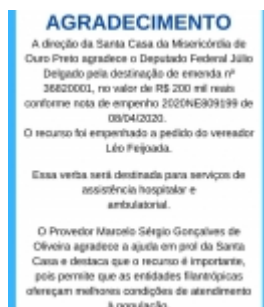 AGRADECIMENTO
A direção da Santa Casa da Misericórdia de
Ouro Preto agradece o Deputado Federal Júlio
Delgado pela destinação de emenda nº
36820001, no valor de R$ 200 mil reais
conforme nota de empenho 2020NE809199 de
08/04/2020.
O recurso foi empenhado a pedido do vereador
Léo Feijoada.
Essa verba será destinada para serviços de
assistência hospitalar e
ambulatorial.
O Provedor Marcelo Sérgio Gonçalves de
Oliveira agradece a ajuda em prol da Santa
Casa e destaca que o recurso é importante,
pois permite que as entidades filantrópicas
ofereçam melhores condições de atendimento
à população.